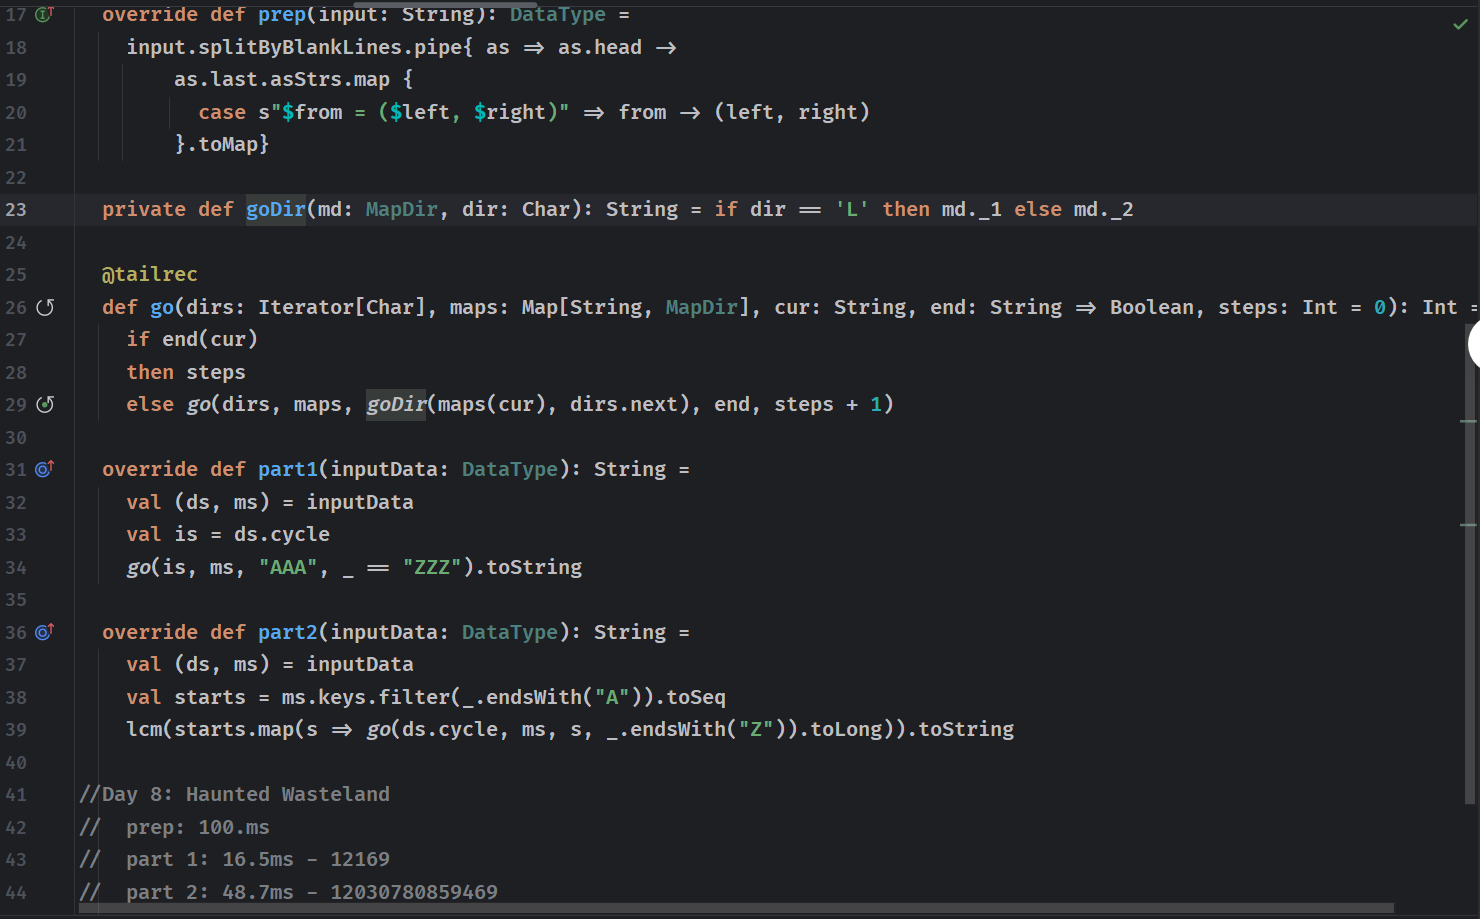 17 override def prep(input: String): DataType =
18 input.splitByBlankLines.pipe{ as => as.head ->
19 as.last.asStrs.map {
20 case s"$from = ($left, $right)" => from -> (left, right)
21 }.toMap}
22
23 private def goDir(md: MapDir, dir: Char): String = if dir == 'L' then md._1 else md._2
24
25 @tailrec
26 def go(dirs: Iterator[Char], maps: Map[String, MapDir], cur: String, end: String => Boolean, steps: Int = 0): Int =
27 if end(cur)
28 then steps
29 else go(dirs, maps, goDir(maps(cur), dirs.next), end, steps + 1)
30
31 override def part1(inputData: DataType): String =
32 val (ds, ms) = inputData
33 val is = ds.cycle
34 go(is, ms, "AAA", _ == "ZZZ").toString
35
36 override def part2(inputData: DataType): String =
37 val (ds, ms) = inputData
38 val starts = ms.keys.filter(_.endsWith("A")).toSeq
39 lcm(starts.map(s => go(ds.cycle, ms, s, _.endsWith("Z")).toLong)).toString
40
41 //Day 8: Haunted Wasteland
42 // prep: 100.ms
43 // part 1: 16.5ms - 12169
44 // part 2: 48.7ms - 12030780859469